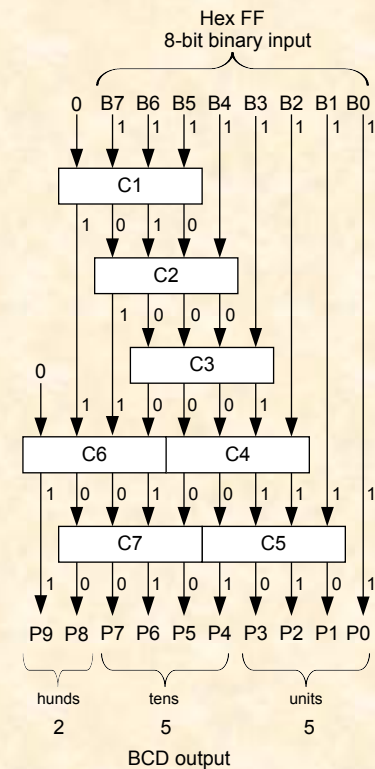 Hex FF
8-bit binary input
0 B7 B6 B5 B4 B3 B2 B1 B0
1 1 1 1 1 1 1 1
C1
1 0 1 0
C2
1 0 0 0
C3
0
1 1 0 0 0 1
C6 C4
1 0 0 1 0 0 1 1 1 1
C7 C5
1 0 0 1 0 1 0 1 0 1
P9 P8 P7 P6 P5 P4 P3 P2 P1 P0
hunds tens units
2 5 5
BCD output